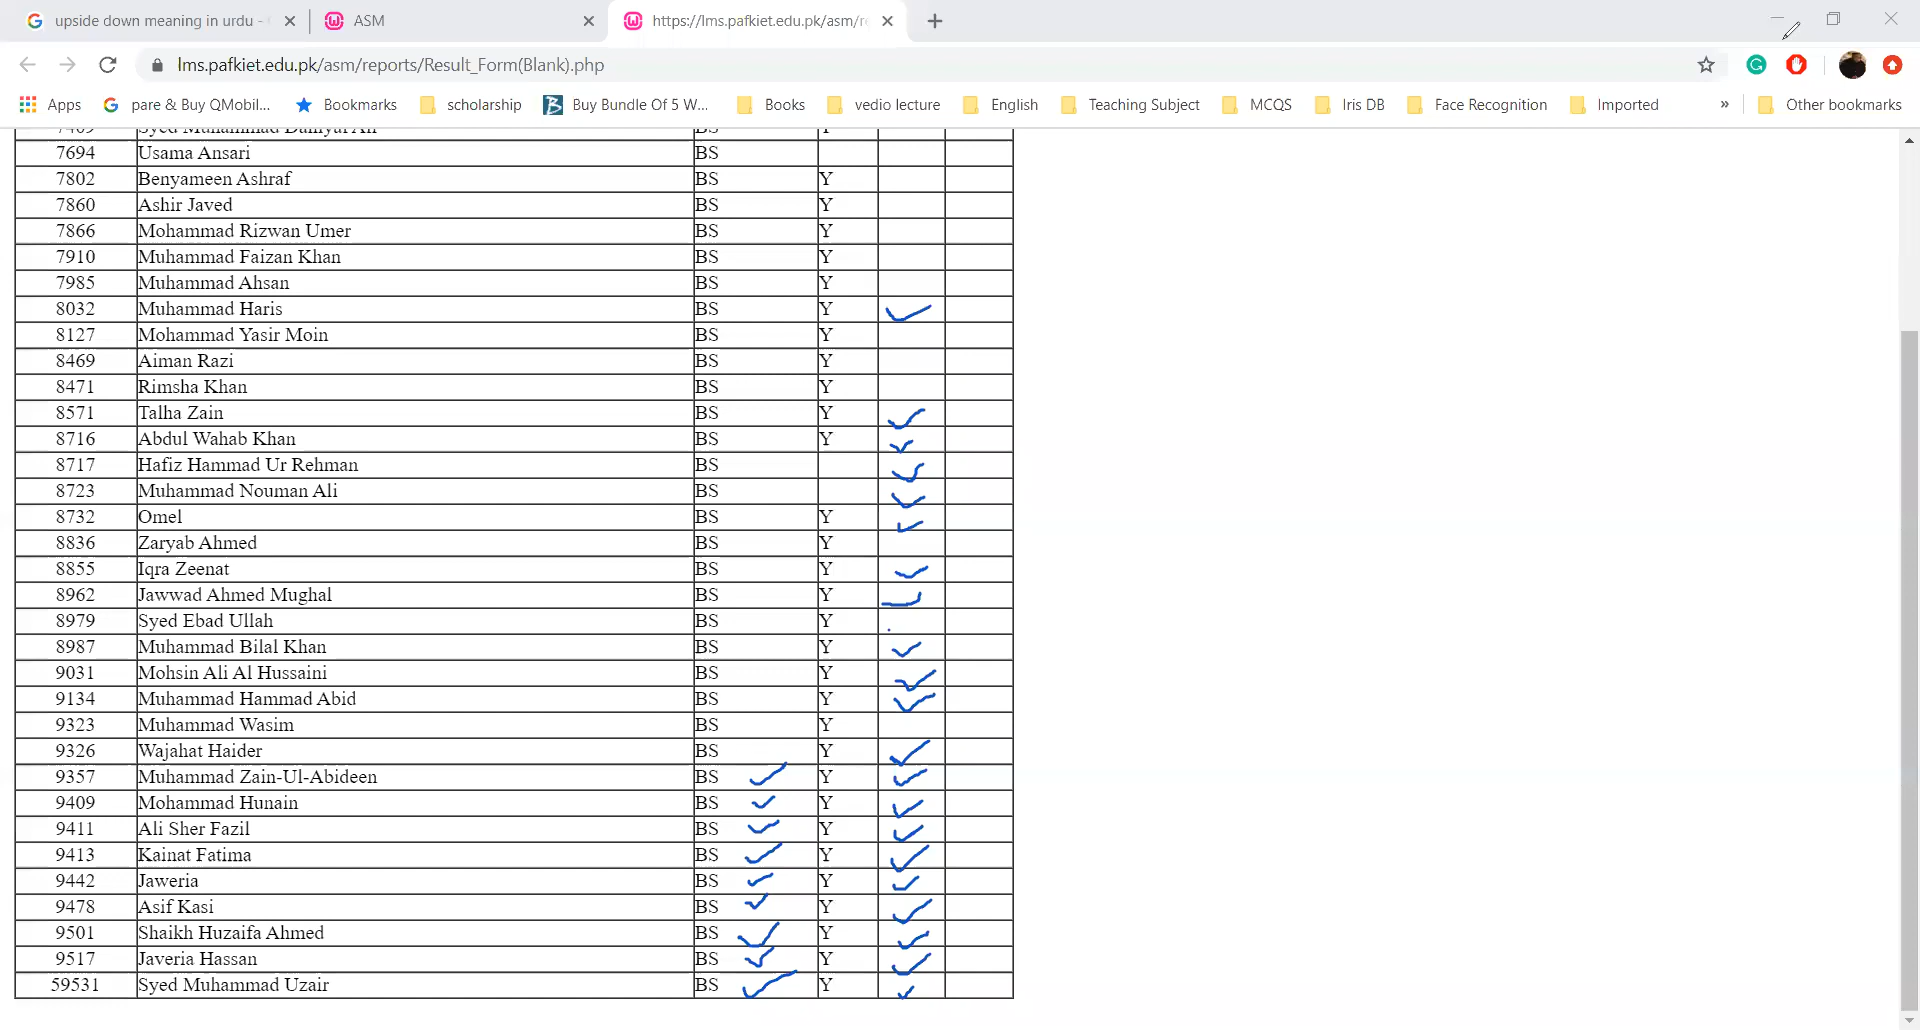 upside down meaning in urdu -
ASM
https://lms.pafkiet.edu.pk/asm/re
lms.pafkiet.edu.pk/asm/reports/Result_Form(Blank).php
Apps pare & Buy QMobil... Bookmarks scholarship Buy Bundle Of 5 W... Books vedio lecture English Teaching Subject MCQS Iris DB Face Recognition Imported » Other bookmarks
7694 Usama Ansari BS
7802 Benyameen Ashraf BS Y
7860 Ashir Javed BS Y
7866 Mohammad Rizwan Umer BS Y
7910 Muhammad Faizan Khan BS Y
7985 Muhammad Ahsan BS Y
8032 Muhammad Haris BS Y
8127 Mohammad Yasir Moin BS Y
8469 Aiman Razi BS Y
8471 Rimsha Khan BS Y
8571 Talha Zain BS Y
8716 Abdul Wahab Khan BS Y
8717 Hafiz Hammad Ur Rehman BS
8723 Muhammad Nouman Ali BS
8732 Omel BS Y
8836 Zaryab Ahmed BS Y
8855 Iqra Zeenat BS Y
8962 Jawwad Ahmed Mughal BS Y
8979 Syed Ebad Ullah BS Y
8987 Muhammad Bilal Khan BS Y
9031 Mohsin Ali Al Hussaini BS Y
9134 Muhammad Hammad Abid BS Y
9323 Muhammad Wasim BS Y
9326 Wajahat Haider BS Y
9357 Muhammad Zain-Ul-Abideen BS Y
9409 Mohammad Hunain BS Y
9411 Ali Sher Fazil BS Y
9413 Kainat Fatima BS Y
9442 Jaweria BS Y
9478 Asif Kasi BS Y
9501 Shaikh Huzaifa Ahmed BS Y
9517 Javeria Hassan BS Y
59531 Syed Muhammad Uzair BS Y